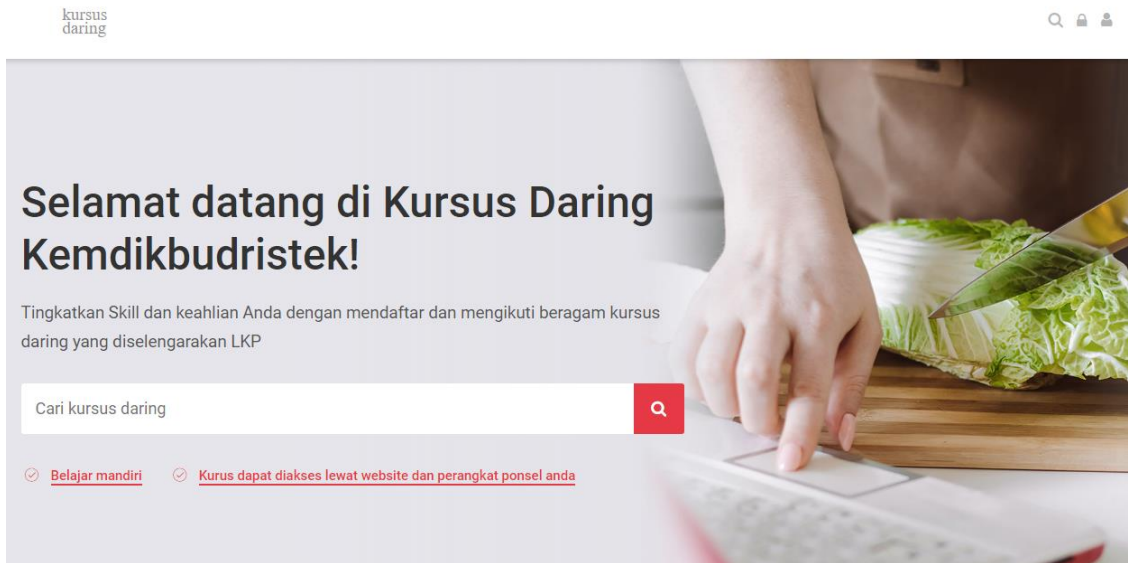 kursus
daring
Selamat datang di Kursus Daring
Kemdikbudristek!
Tingkatkan Skill dan keahlian Anda dengan mendaftar dan mengikuti beragam kursus
daring yang diselengarakan LKP
Cari kursus daring
Belajar mandiri
Kurus dapat diakses lewat website dan perangkat ponsel anda